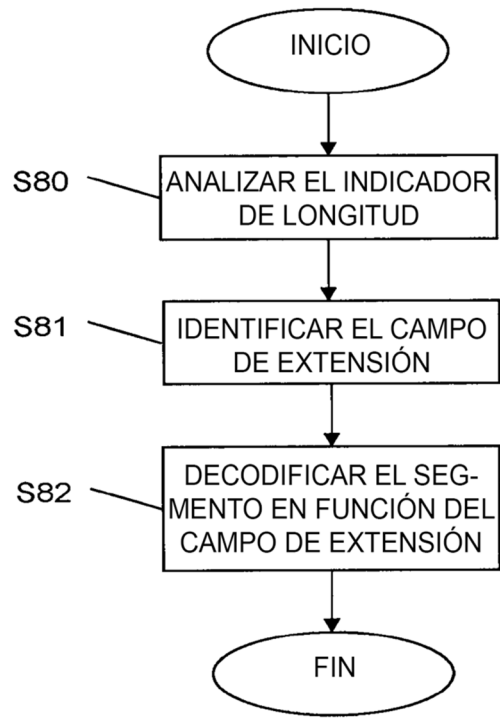 INICIO
S80
ANALIZAR EL INDICADOR
DE LONGITUD
S81
IDENTIFICAR EL CAMPO
DE EXTENSIÓN
S82
DECODIFICAR EL SEG-
MENTO EN FUNCIÓN DEL
CAMPO DE EXTENSIÓN
FIN